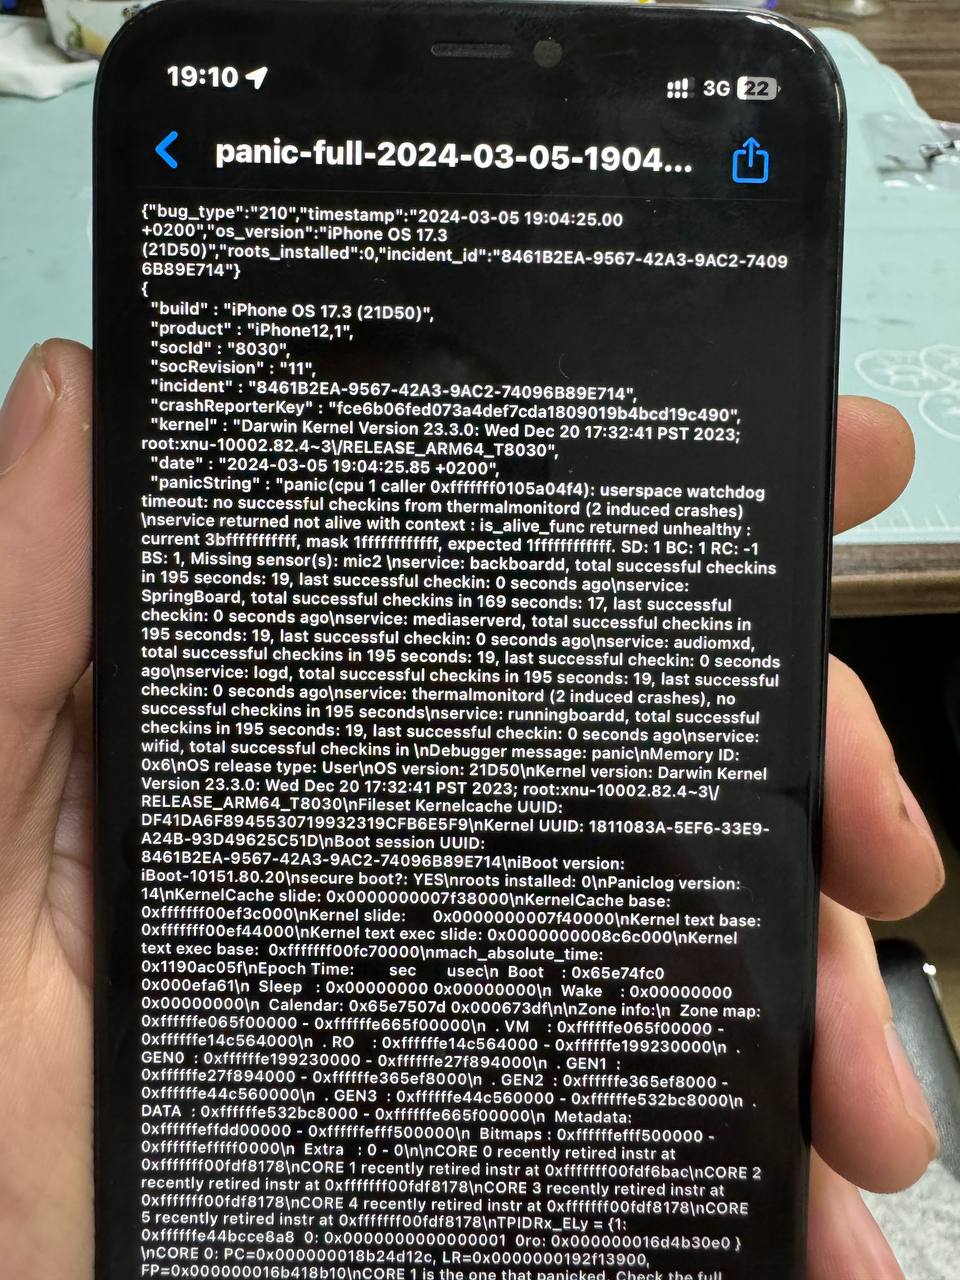 19:10
3G 22
panic-full-2024-03-05-1904...
{"bug_type":"210","timestamp":"2024-03-05 19:04:25.00
+0200","os_version":"iPhone OS 17.3
(21D50)","roots_installed":0,"incident_id":"8461B2EA-9567-42A3-9AC2-7409
6B89E714"}
{
"build" : "iPhone OS 17.3 (21D50)",
"product" : "iPhone12,1",
"socId" : "8030",
"socRevision" : "11",
"incident" : "8461B2EA-9567-42A3-9AC2-74096B89E714",
"crashReporterKey" : "fce6b06fed073a4def7cda1809019b4bcd19c490",
"kernel" : "Darwin Kernel Version 23.3.0: Wed Dec 20 17:32:41 PST 2023;
root:xnu-10002.82.4~3\/RELEASE_ARM64_T8030",
"date" : "2024-03-05 19:04:25.85 +0200",
"panicString" : "panic(cpu 1 caller 0xfffffff0105a04f4): userspace watchdog
timeout: no successful checkins from thermalmonitord (2 induced crashes)
\nservice returned not alive with context : is_alive_func returned unhealthy :
current 3bfffffffffff, mask 1ffffffffffff, expected 1ffffffffffff. SD: 1 BC: 1 RC: -1
BS: 1, Missing sensor(s): mic2 \nservice: backboardd, total successful checkins
in 195 seconds: 19, last successful checkin: 0 seconds ago\nservice:
SpringBoard, total successful checkins in 169 seconds: 17, last successful
checkin: 0 seconds ago\nservice: mediaserverd, total successful checkins in
195 seconds: 19, last successful checkin: 0 seconds ago\nservice: audiomxd,
total successful checkins in 195 seconds: 19, last successful checkin: 0 seconds
ago\nservice: logd, total successful checkins in 195 seconds: 19, last successful
checkin: 0 seconds ago\nservice: thermalmonitord (2 induced crashes), no
successful checkins in 195 seconds\nservice: runningboardd, total successful
checkins in 195 seconds: 19, last successful checkin: 0 seconds ago\nservice:
wifid, total successful checkins in \nDebugger message: panic\nMemory ID:
0x6\nOS release type: User\nOS version: 21D50\nKernel version: Darwin Kernel
Version 23.3.0: Wed Dec 20 17:32:41 PST 2023; root:xnu-10002.82.4~3\/
RELEASE_ARM64_T8030\nFileset Kernelcache UUID:
DF41DA6F8945530719932319CFB6E5F9\nKernel UUID: 1811083A-5EF6-33E9-
A24B-93D49625C51D\nBoot session UUID:
8461B2EA-9567-42A3-9AC2-74096B89E714\niBoot version:
iBoot-10151.80.20\nsecure boot?: YES\nroots installed: 0\nPaniclog version:
14\nKernelCache slide: 0x0000000007f38000\nKernelCache base:
0xfffffff00ef3c000\nKernel slide: 0x0000000007f40000\nKernel text base:
0xfffffff00ef44000\nKernel text exec slide: 0x0000000008c6c000\nKernel
text exec base: 0xfffffff00fc70000\nmach_absolute_time:
0x1190ac05f\nEpoch Time: sec usec\n Boot : 0x65e74fc0
0x000efa61\n Sleep : 0x00000000 0x00000000\n Wake : 0x00000000
0x00000000\n Calendar: 0x65e7507d 0x000673df\n\nZone info:\n Zone map:
0xffffffe065f00000 - 0xffffffe665f00000\n . VM : 0xffffffe065f00000 -
0xffffffe14c564000\n . RO : 0xffffffe14c564000 - 0xffffffe199230000\n .
GEN0 : 0xffffffe199230000 - 0xffffffe27f894000\n . GEN1 :
0xffffffe27f894000 - 0xffffffe365ef8000\n . GEN2 : 0xffffffe365ef8000 -
0xffffffe44c560000\n . GEN3 : 0xffffffe44c560000 - 0xffffffe532bc8000\n .
DATA : 0xffffffe532bc8000 - 0xffffffe665f00000\n Metadata:
0xffffffeffdd00000 - 0xffffffefff500000\n Bitmaps : 0xffffffefff500000 -
0xffffffeffffff0000\n Extra : 0 - 0\n\nCORE 0 recently retired instr at
0xfffffff00fdf8178\nCORE 1 recently retired instr at 0xfffffff00fdf6bac\nCORE 2
recently retired instr at 0xfffffff00fdf8178\nCORE 3 recently retired instr at
0xfffffff00fdf8178\nCORE 4 recently retired instr at 0xfffffff00fdf8178\nCORE
5 recently retired instr at 0xfffffff00fdf8178\nTPIDRx_ELy = {1:
0xffffffe44bcce8a8 0: 0x0000000000000001 0ro: 0x000000016d4b30e0 }
\nCORE 0: PC=0x000000018b24d12c, LR=0x0000000192f13900,
FP=0x000000016b418b10\nCORE 1 is the one that panicked. Check the full